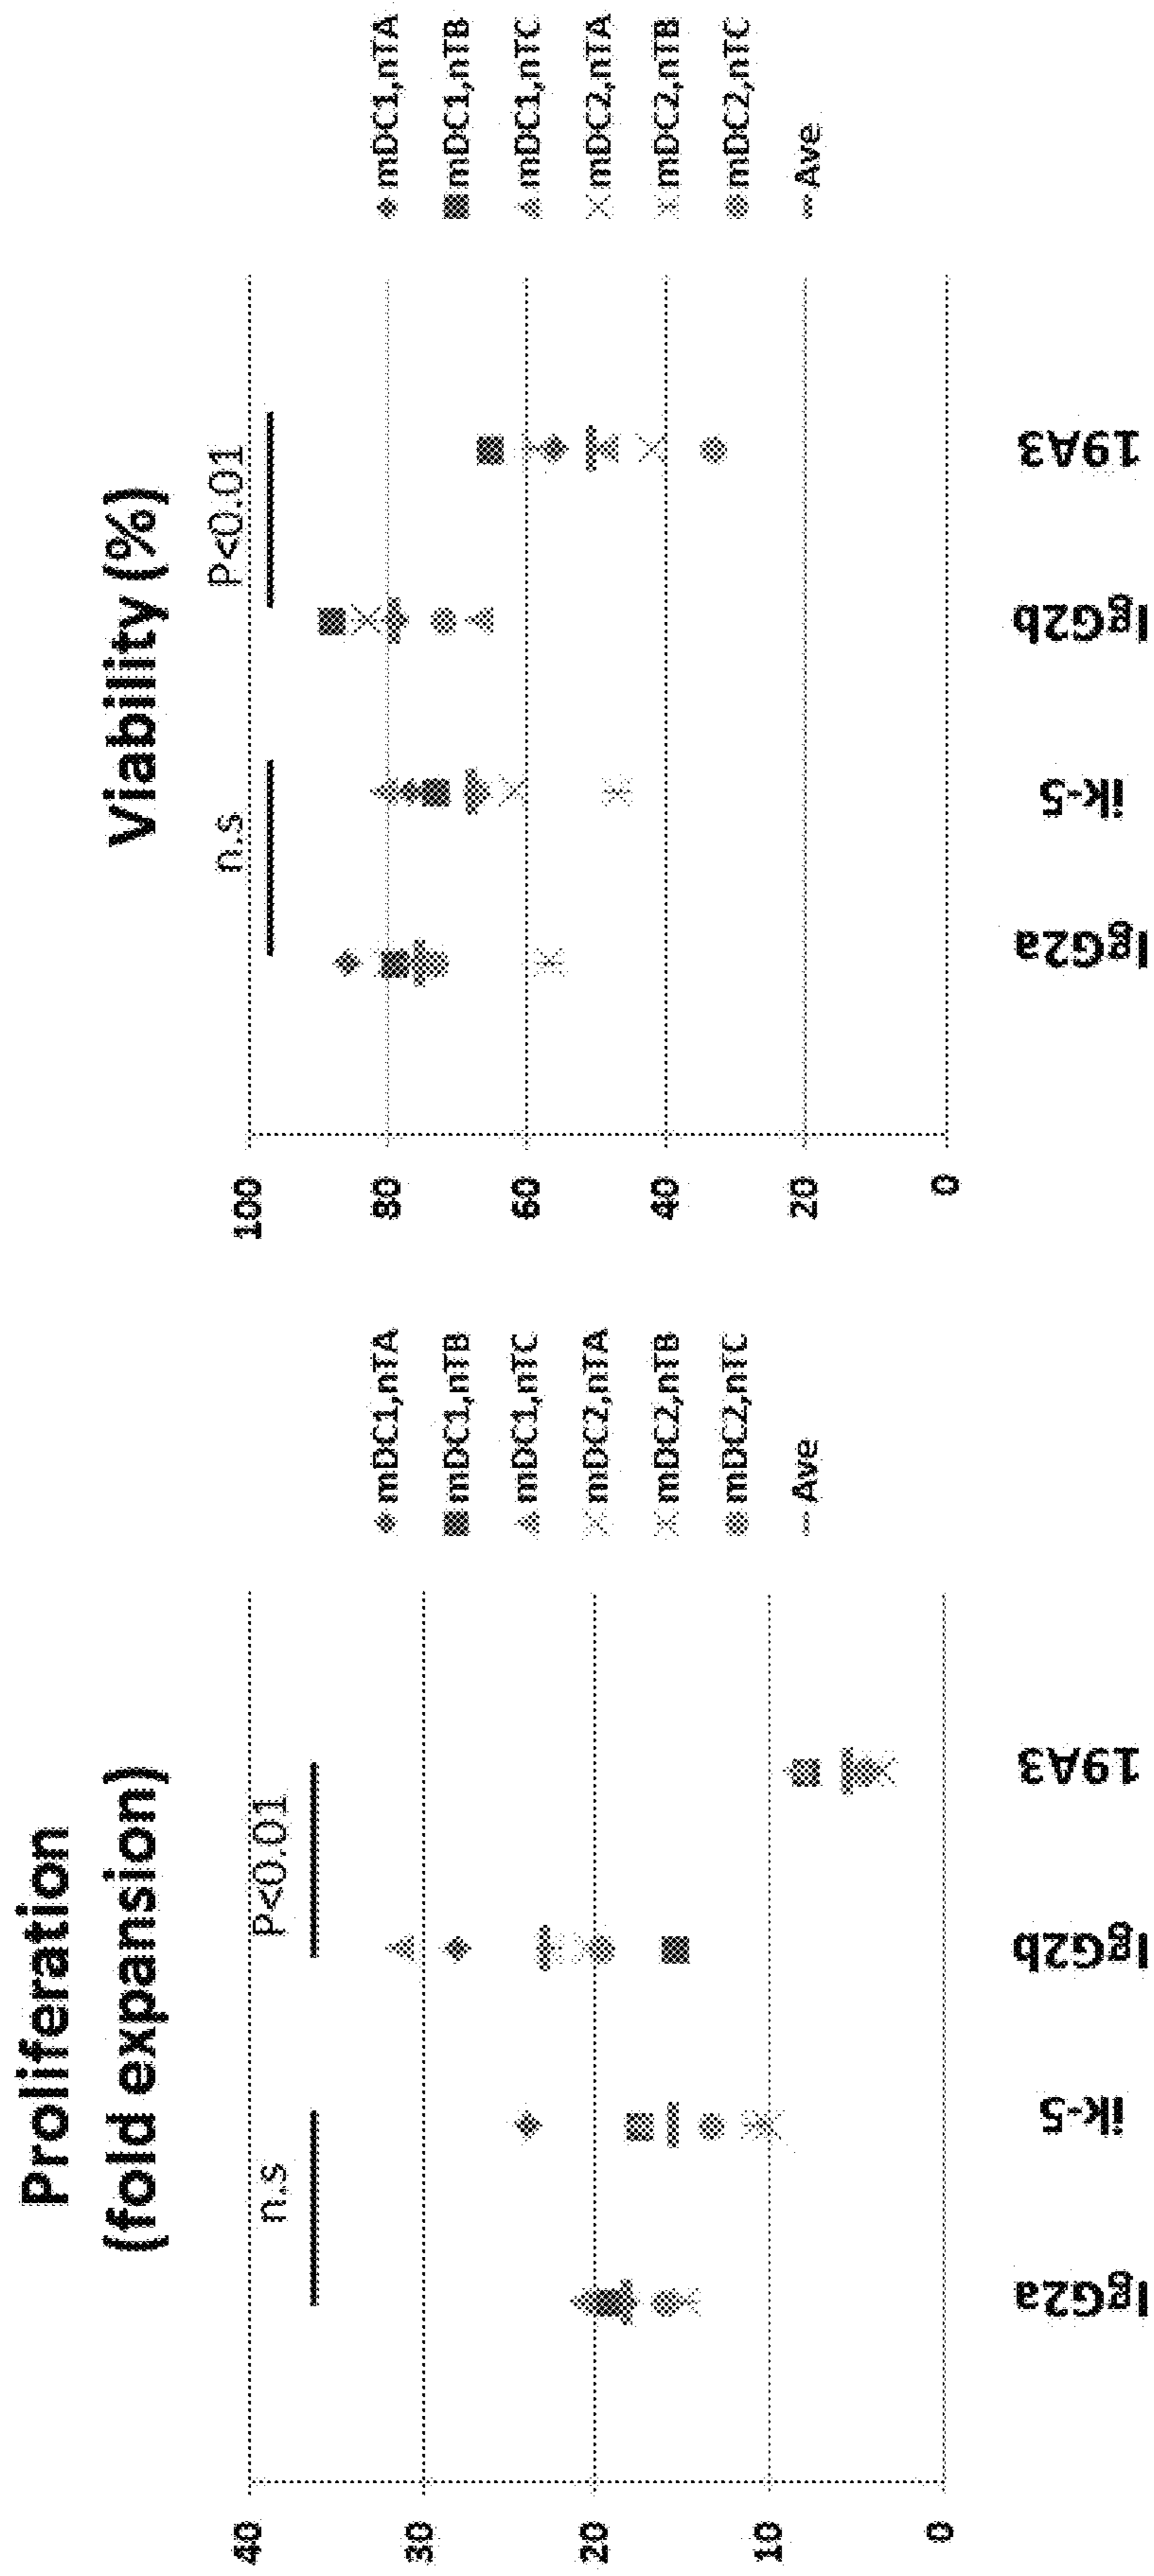 Proliferation
(fold expansion)
40
30
20
10
0
n.s
P<0.01
IgG2a
ik-5
IgG2b
19A3
mDC1,nTA
mDC1,nTB
mDC1,nTC
mDC2,nTA
mDC2,nTB
mDC2,nTC
Ave
Viability (%)
100
80
60
40
20
0
n.s
P<0.01
IgG2a
ik-5
IgG2b
19A3
mDC1,nTA
mDC1,nTB
mDC1,nTC
mDC2,nTA
mDC2,nTB
mDC2,nTC
Ave